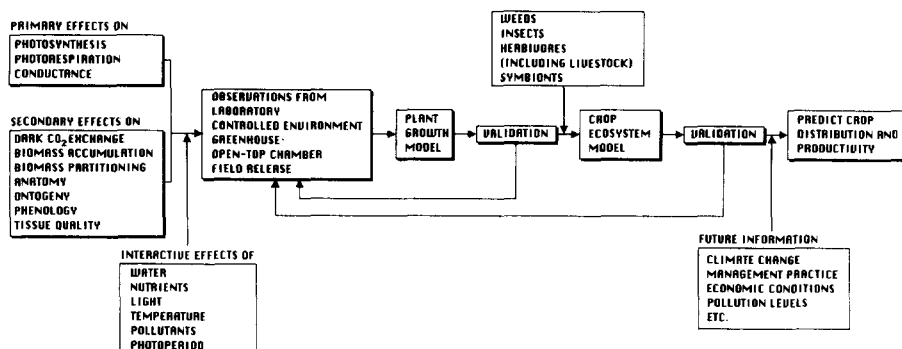 PRIMARY EFFECTS ON
PHOTOSYNTHESIS
PHOTORESPIRATION
CONDUCTANCE
SECONDARY EFFECTS ON
DARK CO₂ EXCHANGE
BIOMASS ACCUMULATION
BIOMASS PARTITIONING
ANATOMY
ONTOGENY
PHENOLOGY
TISSUE QUALITY
INTERACTIVE EFFECTS OF
WATER
NUTRIENTS
LIGHT
TEMPERATURE
POLLUTANTS
PHOTOPERIOD
OBSERVATIONS FROM
LABORATORY
CONTROLLED ENVIRONMENT
GREENHOUSE
OPEN-TOP CHAMBER
FIELD RELEASE
PLANT
GROWTH
MODEL
VALIDATION
WEEDS
INSECTS
HERBIVORES
(INCLUDING LIVESTOCK)
SYMBIONTS
CROP
ECOSYSTEM
MODEL
VALIDATION
FUTURE INFORMATION
CLIMATE CHANGE
MANAGEMENT PRACTICE
ECONOMIC CONDITIONS
POLLUTION LEVELS
ETC.
PREDICT CROP
DISTRIBUTION AND
PRODUCTIVITY